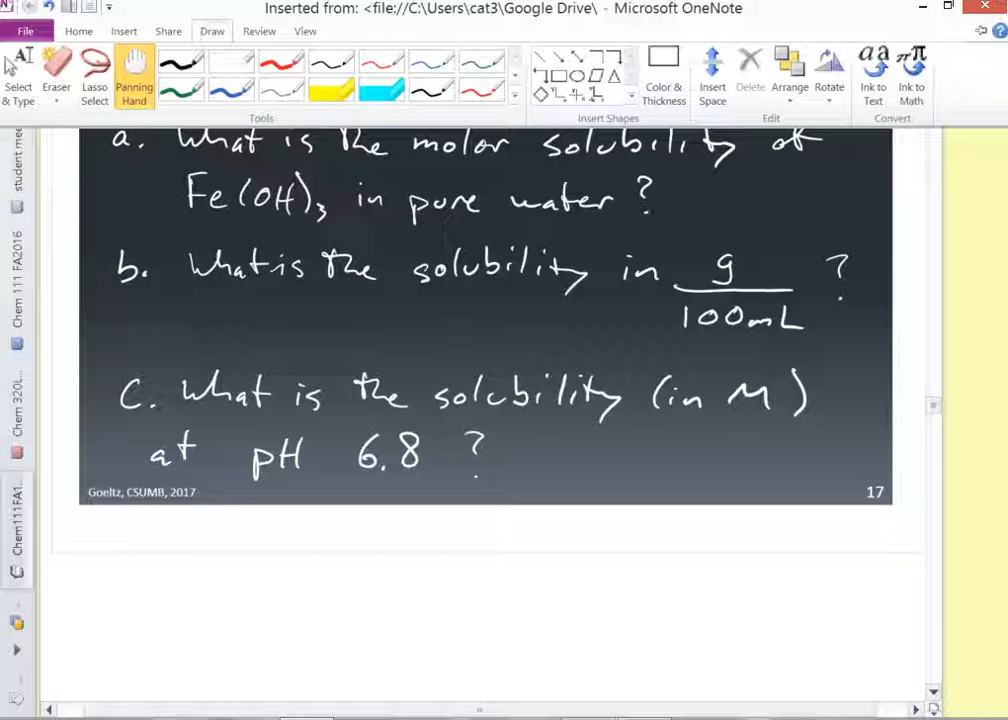 Inserted from: <file://C:\Users\cat3\Google Drive\ - Microsoft OneNote
File Home Insert Share Draw Review View
Select & Type
Eraser
Lasso Select
Panning Hand
Color & Thickness
Insert Space
Delete
Arrange
Rotate
Ink to Text
Ink to Math
Tools
Insert Shapes
Edit
Convert
student mee
Chem 111 FA2016
Chem 320L
Chem111FA1
a. What is the molar solubility of
Fe(OH)₃ in pure water?
b. What is the solubility in g/100mL ?
c. What is the solubility (in M)
at pH 6.8 ?
Goeltz, CSUMB, 2017
17